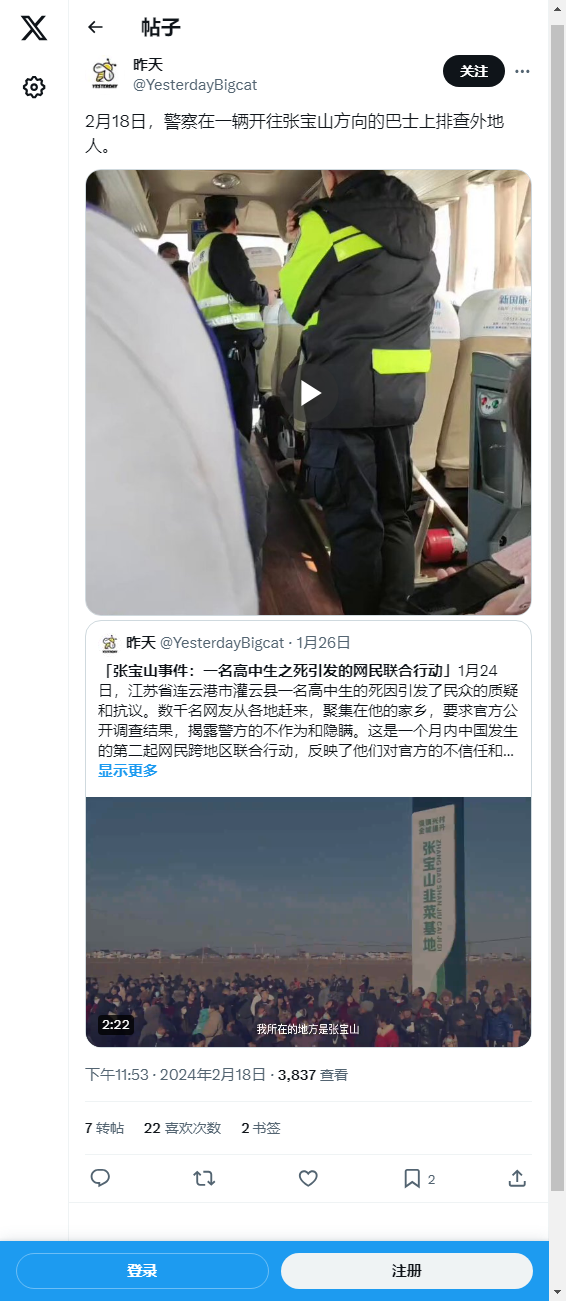 帖子
昨天
@YesterdayBigcat
关注
YESTERDAY
2月18日，警察在一辆开往张宝山方向的巴士上排查外地
人。
新国旅
昨天 @YesterdayBigcat · 1月26日
「张宝山事件：一名高中生之死引发的网民联合行动」1月24
日，江苏省连云港市灌云县一名高中生的死因引发了民众的质疑
和抗议。数千名网友从各地赶来，聚集在他的家乡，要求官方公
开调查结果，揭露警方的不作为和隐瞒。这是一个月内中国发生
的第二起网民跨地区联合行动，反映了他们对官方的不信任和...
显示更多
张宝山韭菜基地
ZHANG BAO SHAN JIU CAI JI DI
2:22
我所在的地方是张宝山
下午11:53 · 2024年2月18日 · 3,837 查看
7 转帖 22 喜欢次数 2 书签
2
登录
注册